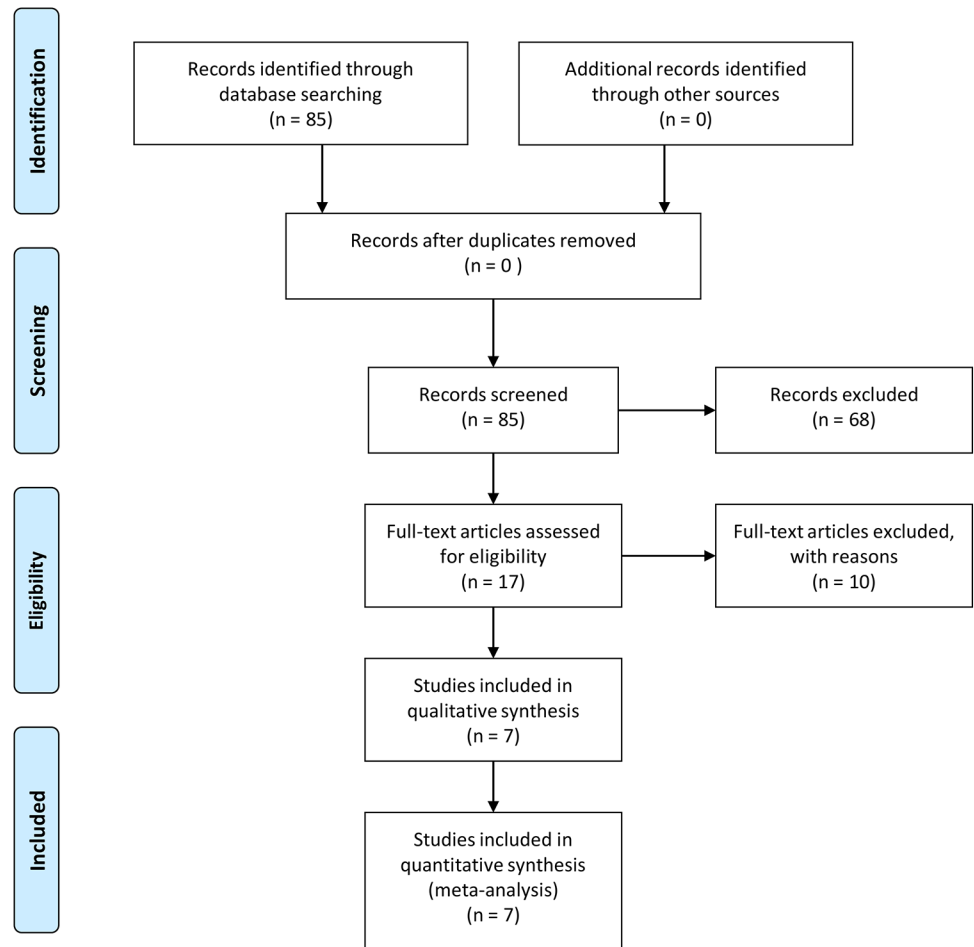 Identification
Records identified through
database searching
(n = 85)
Additional records identified
through other sources
(n = 0)
Records after duplicates removed
(n = 0 )
Screening
Records screened
(n = 85)
Records excluded
(n = 68)
Eligibility
Full-text articles assessed
for eligibility
(n = 17)
Full-text articles excluded,
with reasons
(n = 10)
Studies included in
qualitative synthesis
(n = 7)
Included
Studies included in
quantitative synthesis
(meta-analysis)
(n = 7)